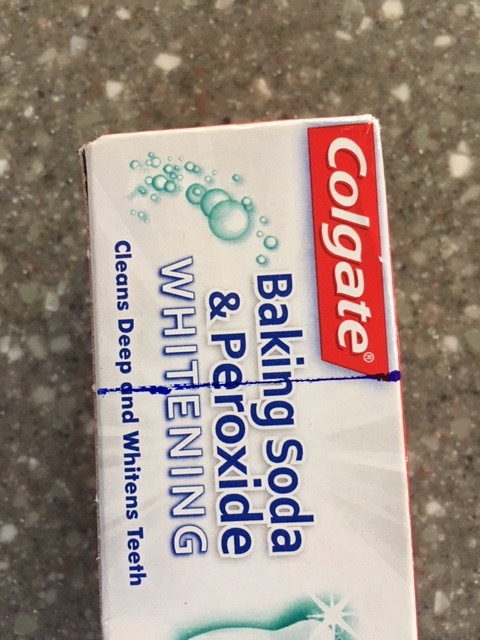 Colgate®
Baking Soda
& Peroxide
WHITENING
Cleans Deep and Whitens Teeth